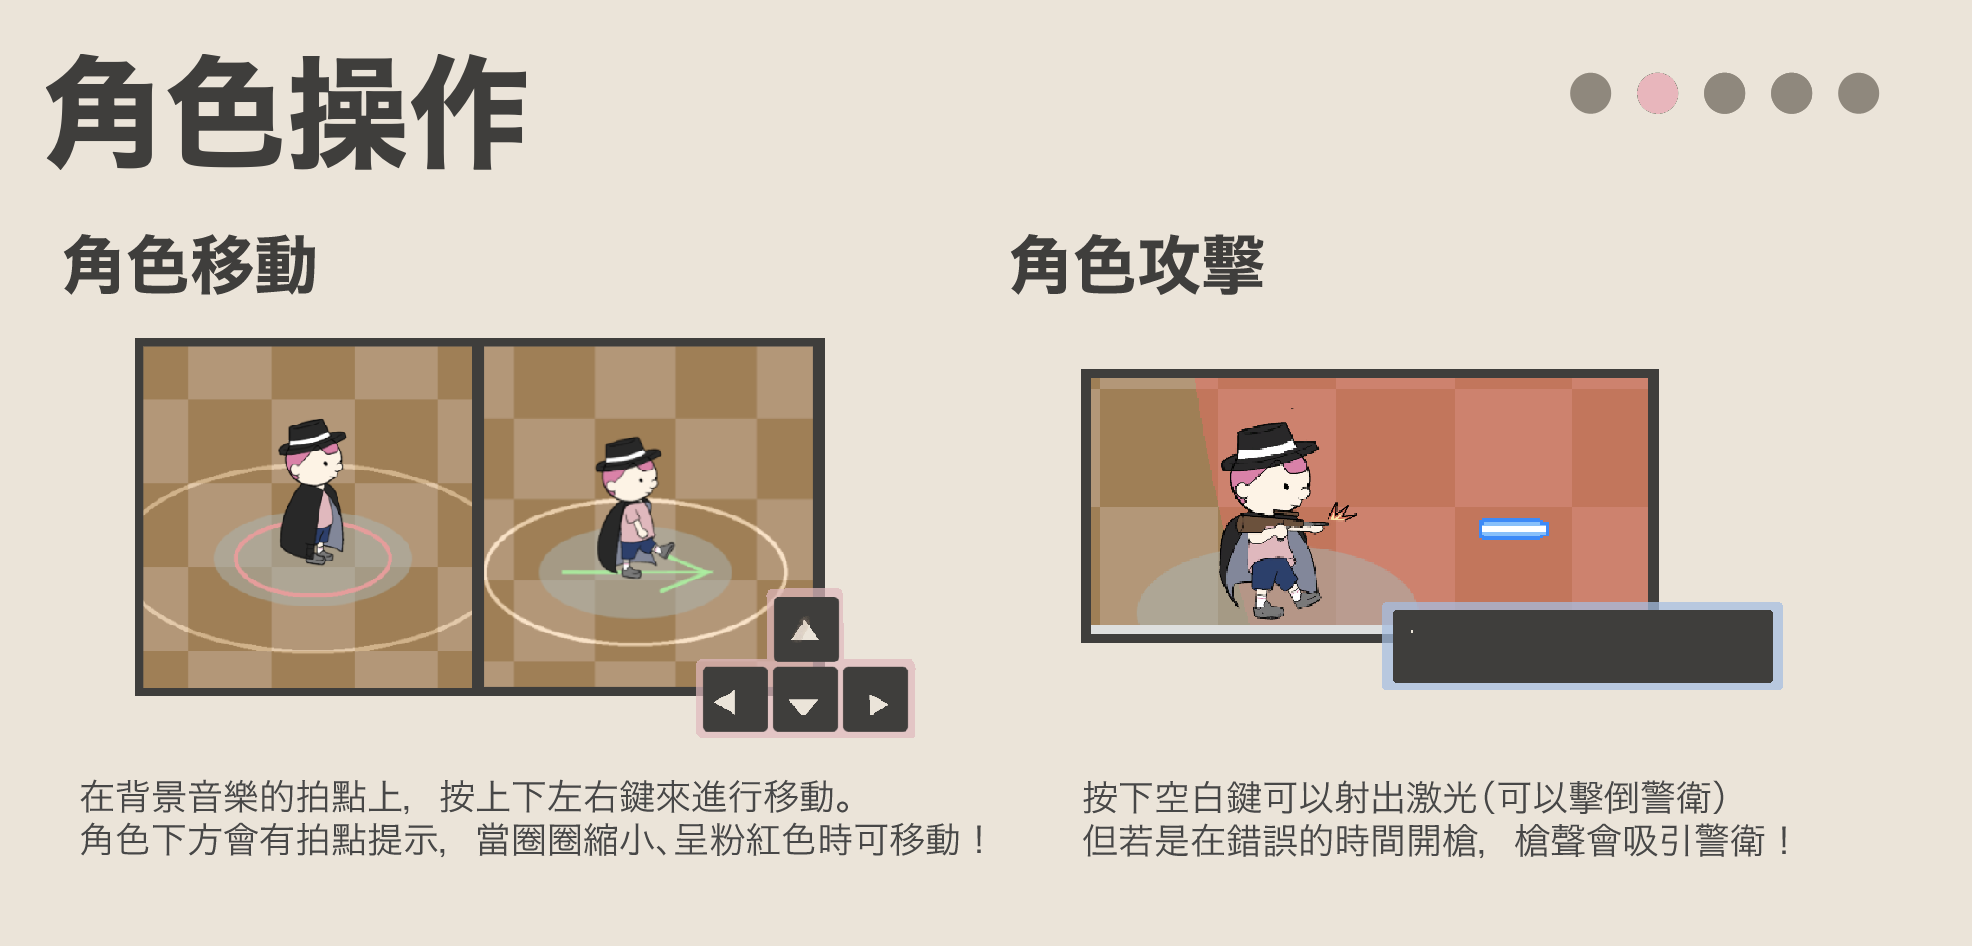 角色操作
角色移動
在背景音樂的拍點上，按上下左右鍵來進行移動。
角色下方會有拍點提示，當圈圈縮小、呈粉紅色時可移動！
角色攻擊
按下空白鍵可以射出激光(可以擊倒警衛)
但若是在錯誤的時間開槍，槍聲會吸引警衛！